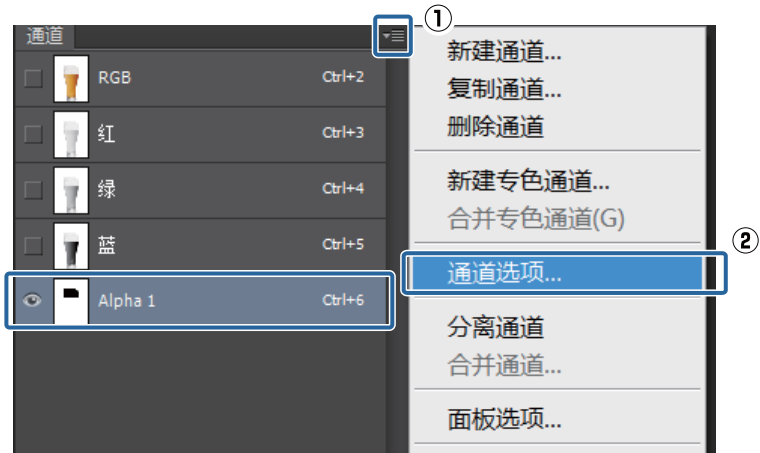 ①
通道
RGB Ctrl+2
红 Ctrl+3
绿 Ctrl+4
蓝 Ctrl+5
Alpha 1 Ctrl+6
新建通道...
复制通道...
删除通道
新建专色通道...
合并专色通道(G)
②
通道选项...
分离通道
合并通道...
面板选项...